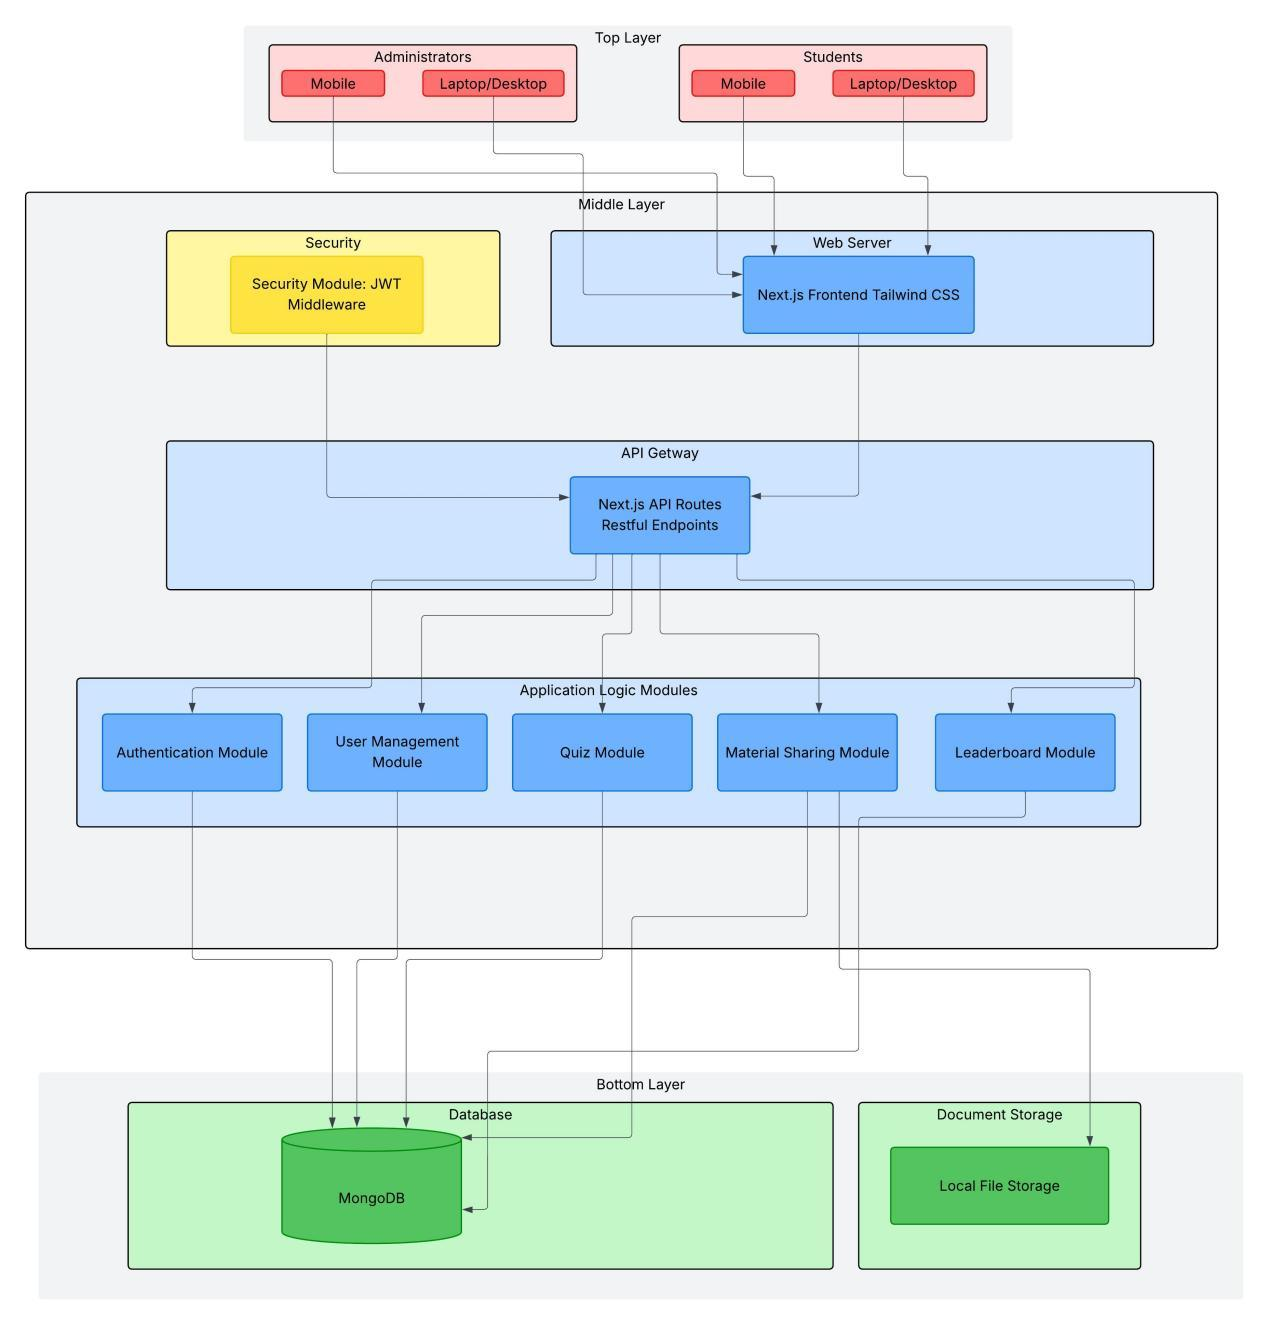 Top Layer
Administrators
Students
Mobile
Laptop/Desktop
Mobile
Laptop/Desktop
Middle Layer
Security
Web Server
Security Module: JWT
Middleware
Next.js Frontend Tailwind CSS
API Getway
Next.js API Routes
Restful Endpoints
Application Logic Modules
Authentication Module
User Management
Module
Quiz Module
Material Sharing Module
Leaderboard Module
Bottom Layer
Database
Document Storage
MongoDB
Local File Storage